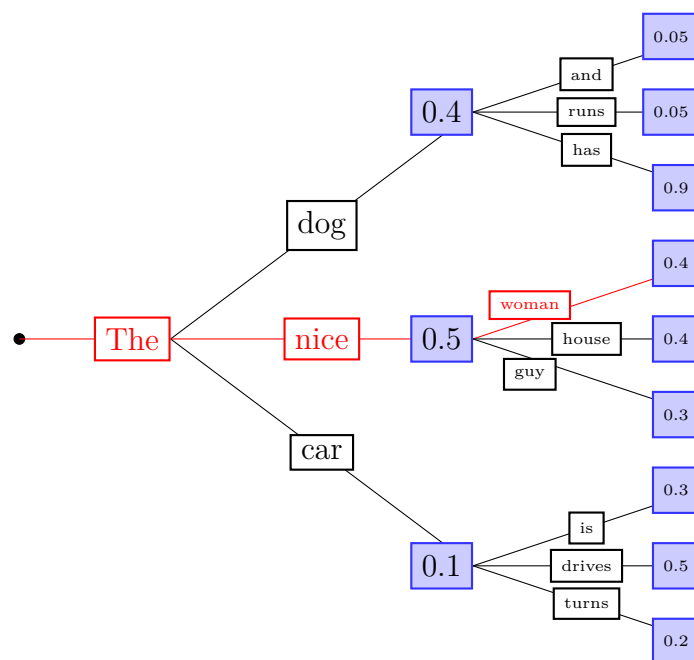 0.05
and
0.4
runs
0.05
has
0.9
dog
0.4
woman
The
nice
0.5
house
0.4
guy
0.3
car
0.3
is
0.1
drives
0.5
turns
0.2